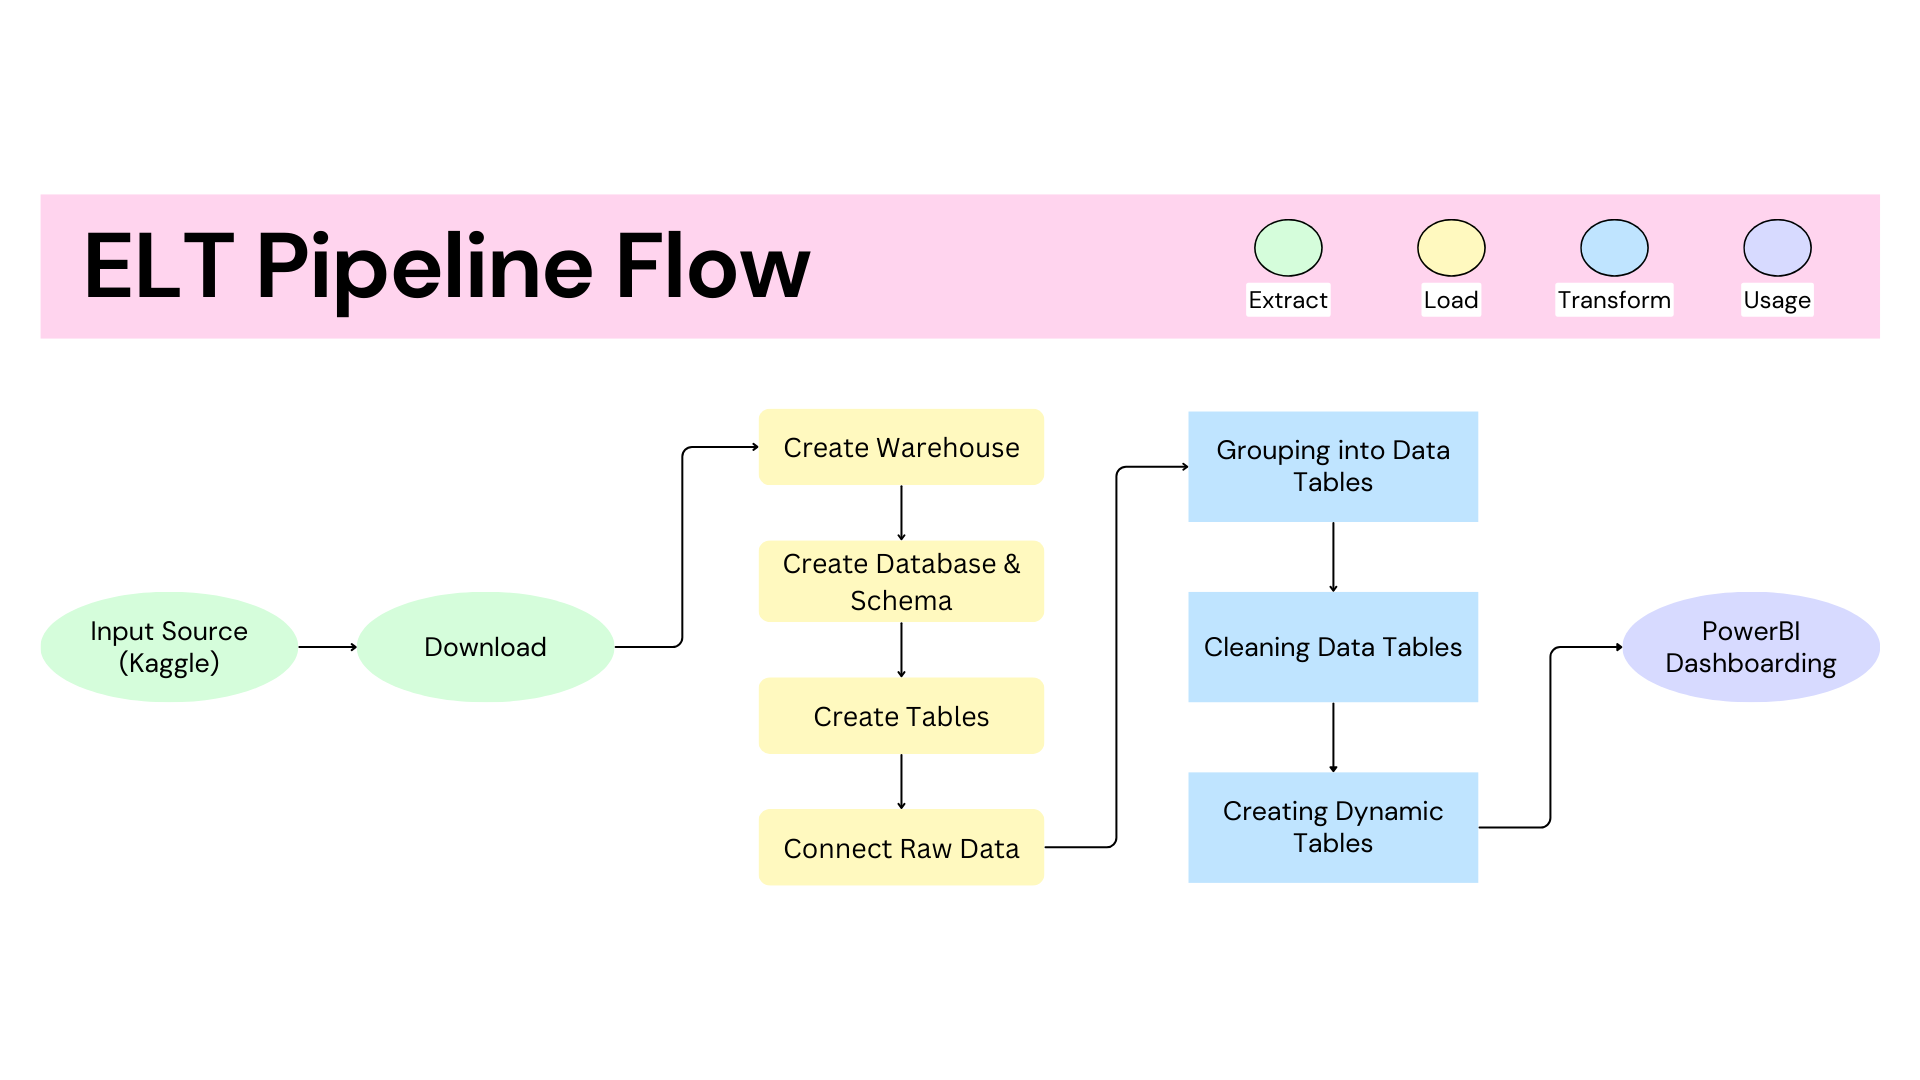 ELT Pipeline Flow
Extract
Load
Transform
Usage
Input Source
(Kaggle)
Download
Create Warehouse
Create Database &
Schema
Create Tables
Connect Raw Data
Grouping into Data
Tables
Cleaning Data Tables
Creating Dynamic
Tables
PowerBI
Dashboarding